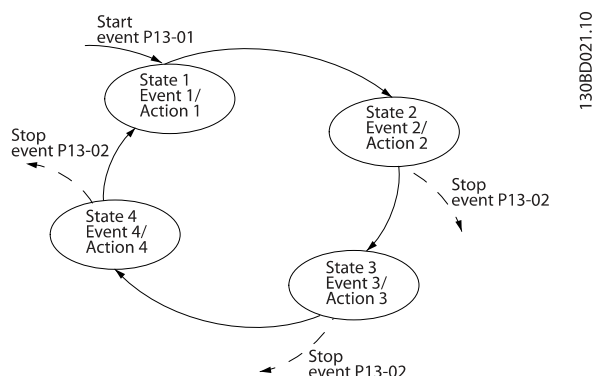 Start
event P13-01
130BD021.10
State 1
Event 1/
Action 1
State 2
Event 2/
Action 2
Stop
event P13-02
Stop
event P13-02
State 4
Event 4/
Action 4
State 3
Event 3/
Action 3
Stop
event P13-02